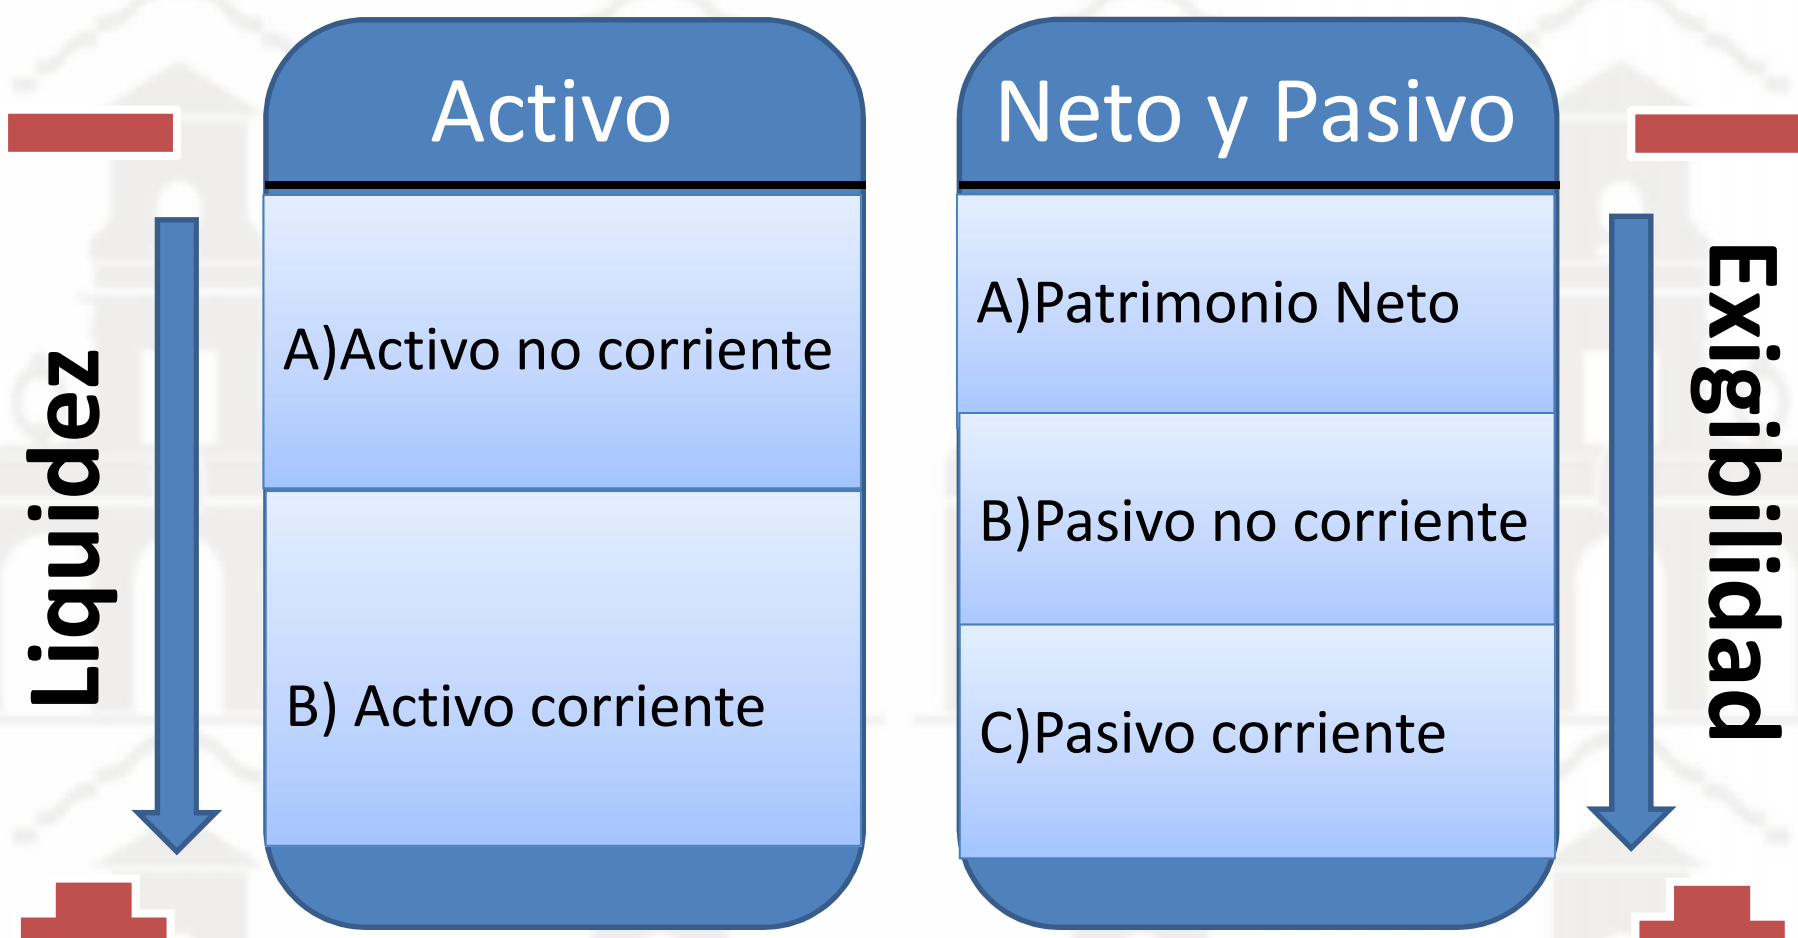 Liquidez
Activo
A)Activo no corriente
B) Activo corriente
Neto y Pasivo
A)Patrimonio Neto
B)Pasivo no corriente
C)Pasivo corriente
Exigibilidad